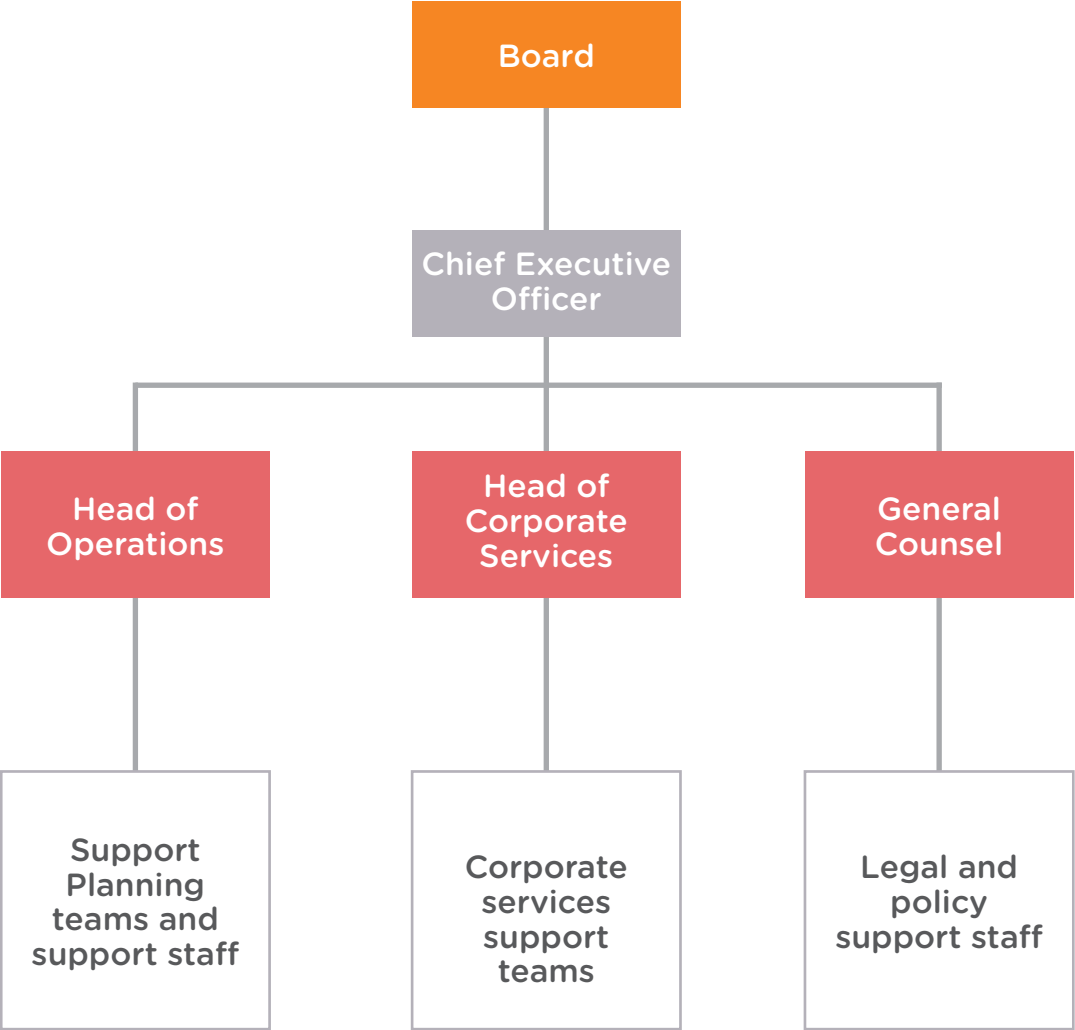 Board
Chief Executive
Officer
Head of
Operations
Head of
Corporate
Services
General
Counsel
Support
Planning
teams and
support staff
Corporate
services
support
teams
Legal and
policy
support staff